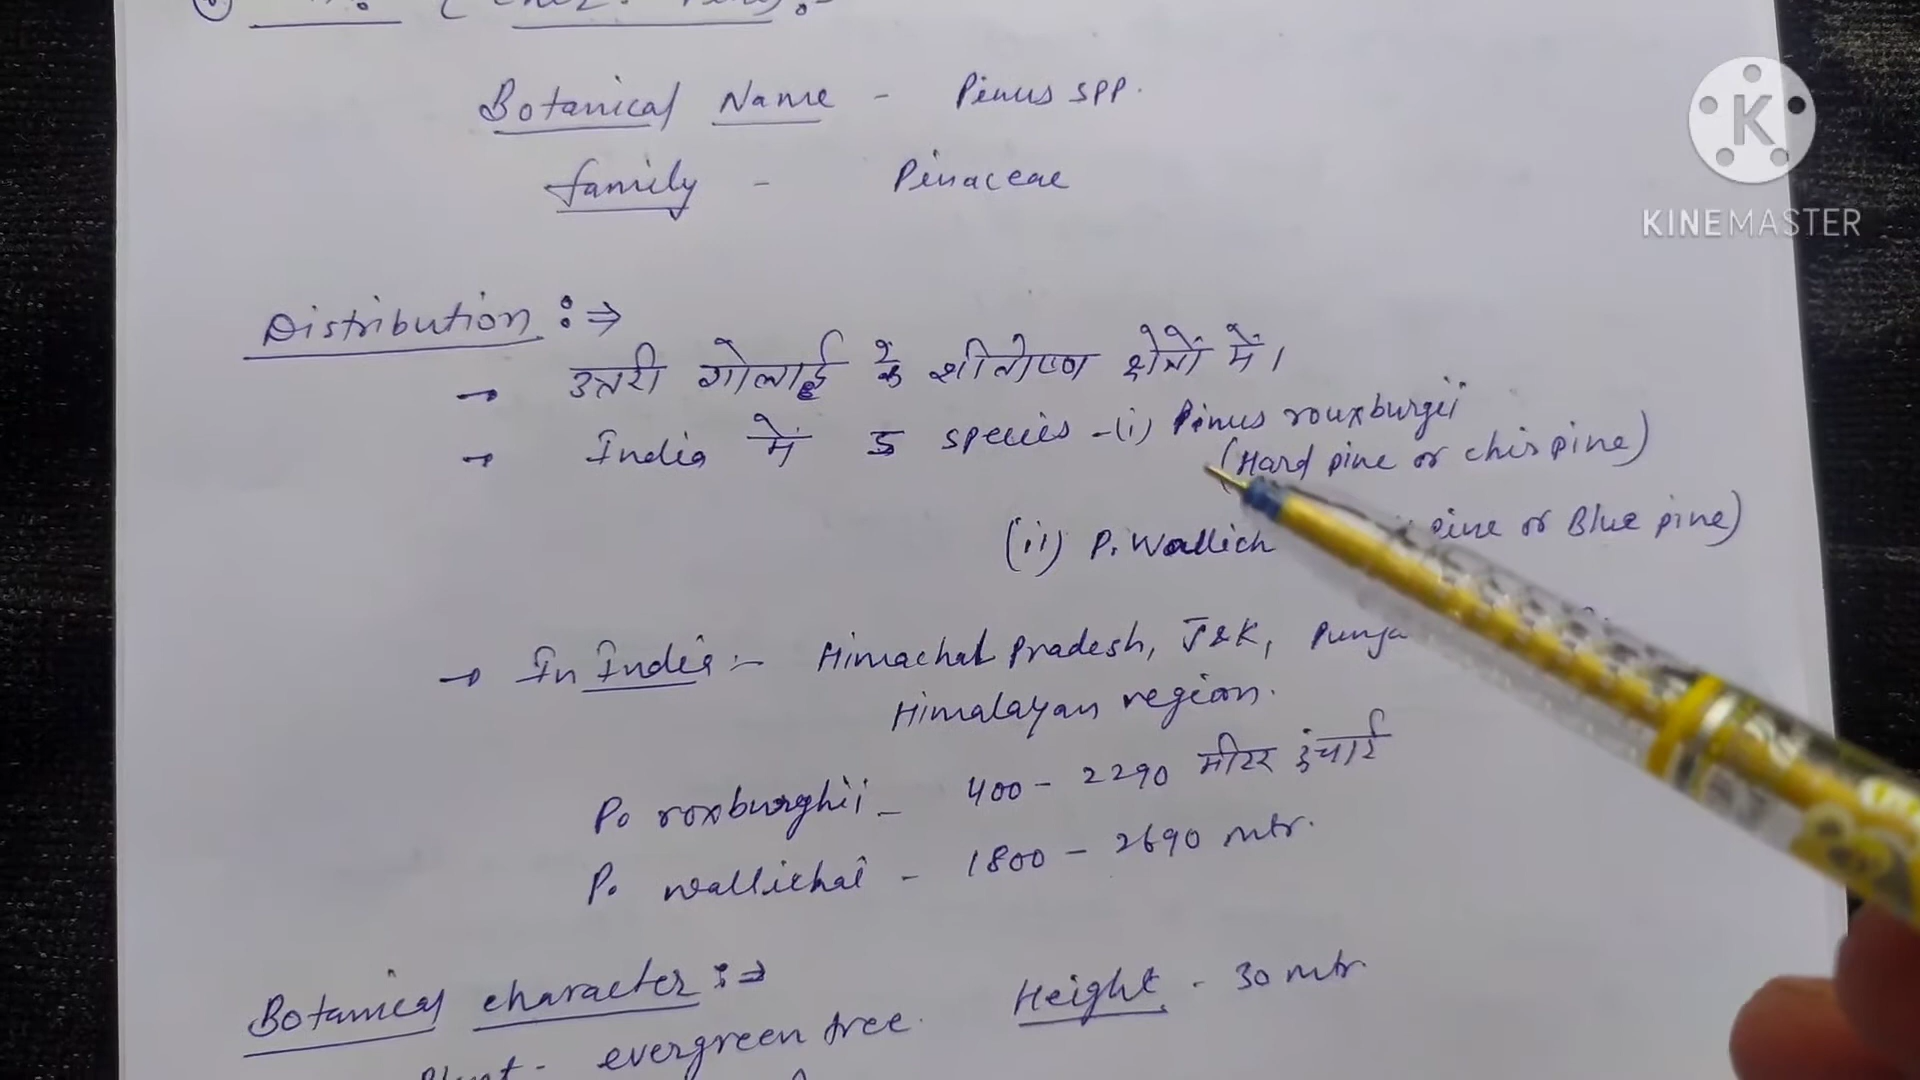 Botanical Name - Pinus spp.
family - Pinaceae
Distribution :⇒
→ उत्तरी गोलार्द्ध के शीतोष्ण क्षेत्रों में।
→ India में 5 species - (i) Pinus rouxburgii
(Hard pine or chir pine)
(ii) P. Wallich pine or Blue pine)
→ In India :- Himachal Pradesh, J&K, Punja
Himalayan region.
P. roxburghii - 400 - 2290 मीटर ऊंचाई
P. wallichai - 1800 - 2690 mtr.
Botanical character :⇒
Height - 30 mtr
evergreen tree.
K
KINEMASTER